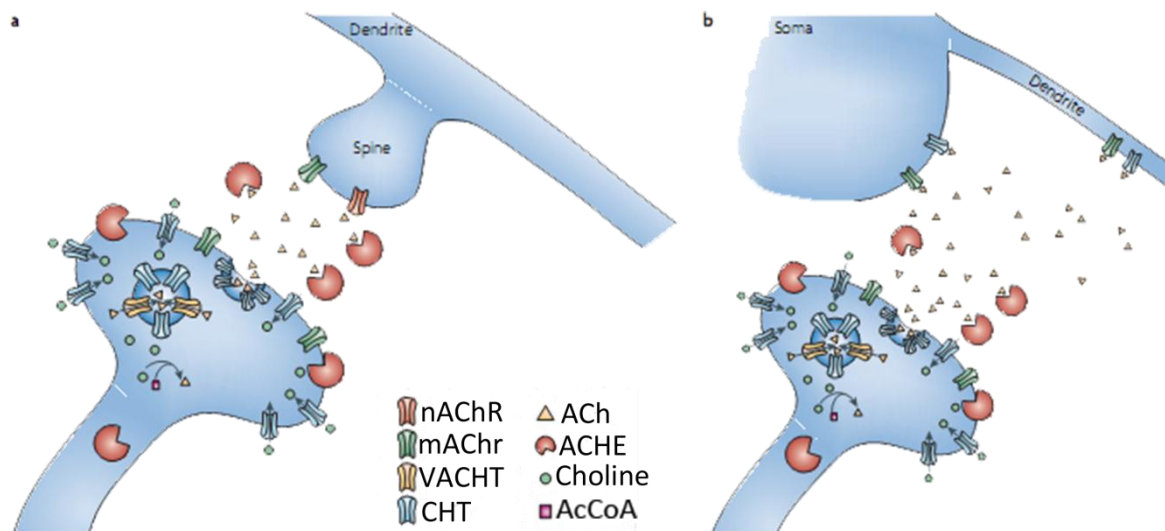 a
Dendrite
Spine
b
Soma
Dendrite
nAChR
mAChr
VACHT
CHT
ACh
ACHE
Choline
AcCoA